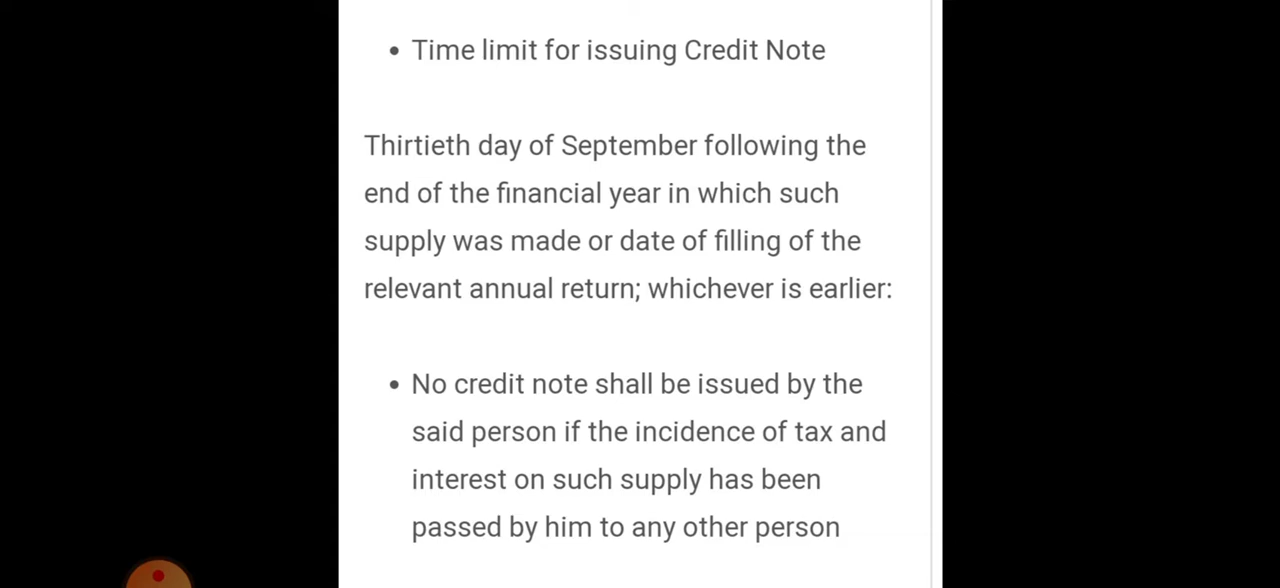 • Time limit for issuing Credit Note
Thirtieth day of September following the
end of the financial year in which such
supply was made or date of filling of the
relevant annual return; whichever is earlier:
• No credit note shall be issued by the
said person if the incidence of tax and
interest on such supply has been
passed by him to any other person